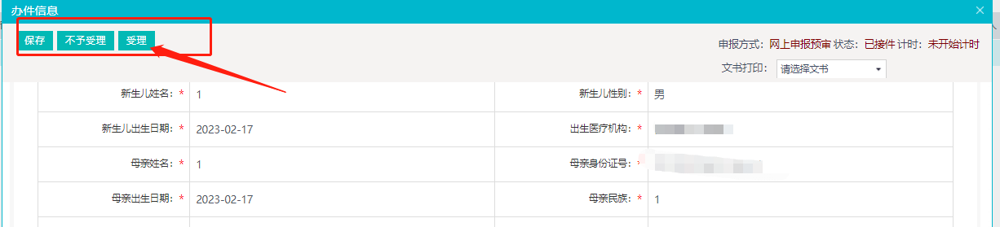 办件信息
保存 不予受理 受理
申报方式：网上申报预审 状态：已接件 计时：未开始计时
文书打印： 请选择文书
新生儿姓名：* 1 新生儿性别：* 男
新生儿出生日期：* 2023-02-17 出生医疗机构：*
母亲姓名：* 1 母亲身份证号：*
母亲出生日期：* 2023-02-17 母亲民族：* 1